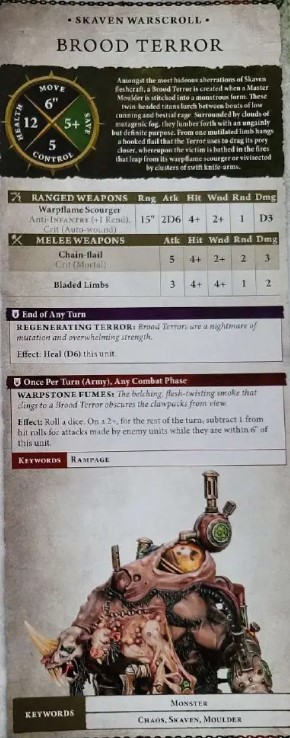 • SKAVEN WARSCROLL •
BROOD TERROR
MOVE
6"
HEALTH
12
5+
SAVE
5
CONTROL
Amongst the most hideous aberrations of Skaven
fleshcraft, a Brood Terror is created when a Master
Moulder is stitched into a monstrous form. These
twin-headed titans lurch between bouts of low
cunning and bestial rage. Surrounded by clouds of
mutagenic fog, they lumber forth with an ungainly
but definite purpose. From one mutilated limb hangs
a hooked flail that the Terror uses to drag its prey
closer, whereupon the victim is bathed in the fires
that leap from its warpflame scourger or vivisected
by clusters of swift knife-arms.
RANGED WEAPONS Rng Atk Hit Wnd Rnd Dmg
Warpflame Scourger
Anti-INFANTRY (+1 Rend), 15" 2D6 4+ 2+ 1 D3
Crit (Auto-wound)
MELEE WEAPONS Atk Hit Wnd Rnd Dmg
Chain-flail 5 4+ 2+ 2 3
Crit (Mortal)
Bladed Limbs 3 4+ 4+ 1 2
End of Any Turn
REGENERATING TERROR: Brood Terrors are a nightmare of
mutation and overwhelming strength.
Effect: Heal (D6) this unit.
Once Per Turn (Army), Any Combat Phase
WARPSTONE FUMES: The belching, flesh-twisting smoke that
clings to a Brood Terror obscures the clawpacks from view.
Effect: Roll a dice. On a 2+, for the rest of the turn, subtract 1 from
hit rolls for attacks made by enemy units while they are within 6" of
this unit.
KEYWORDS RAMPAGE
KEYWORDS
MONSTER
CHAOS, SKAVEN, MOULDER